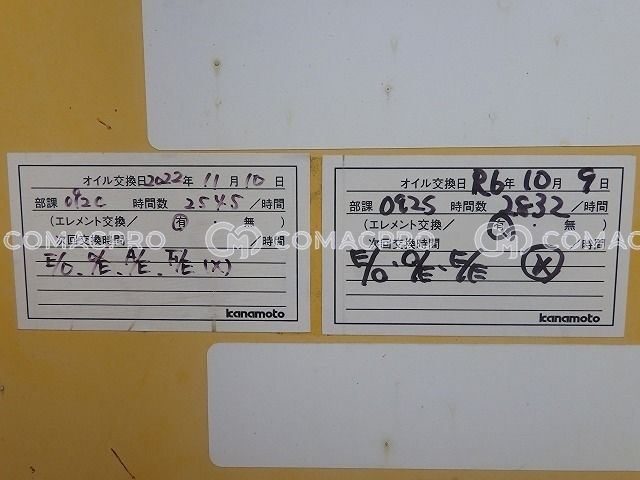 オイル交換日2022年 11月 10日
部課 092C 時間数 2545/時間
(エレメント交換/ 有 ・ 無 )
次回交換時間 /時間
E/O、O/E、A/E、F/E (X)
kanamoto
オイル交換日 R6年 10月 9日
部課 092S 時間数 2832/時間
(エレメント交換/ 有 ・ 無 )
次回交換時間 /時間
E/O、O/E、F/E (X)
kanamoto
COMACPRO COMACPRO COMACPRO